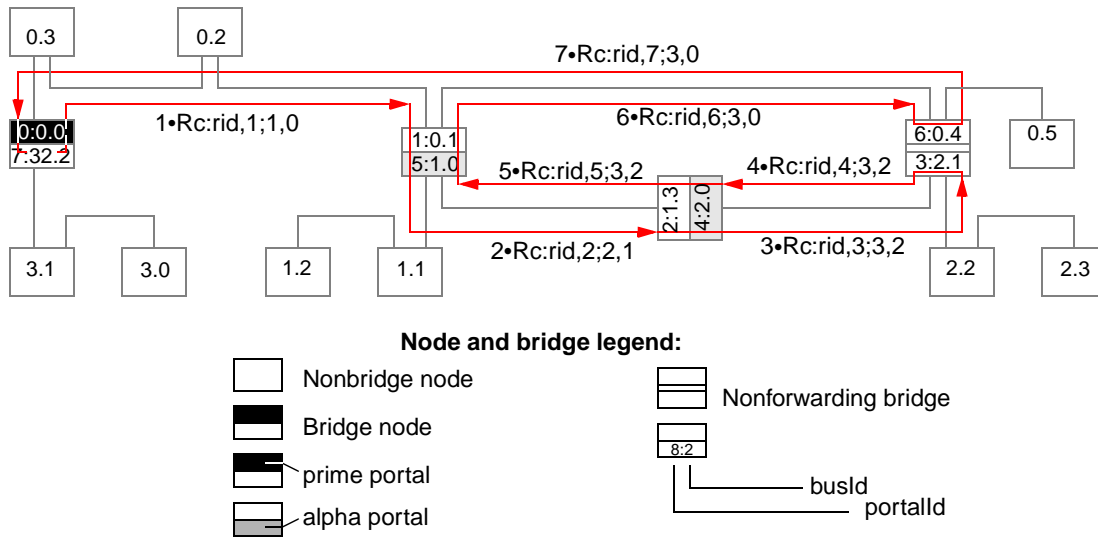 0.3
0.2
7•Rc:rid,7;3,0
0:0.0
7:32.2
1•Rc:rid,1;1,0
1:0.1
5:1.0
6•Rc:rid,6;3,0
6:0.4
3:2.1
0.5
5•Rc:rid,5;3,2
4•Rc:rid,4;3,2
2:1.3
4:2.0
2•Rc:rid,2;2,1
3•Rc:rid,3;3,2
3.1
3.0
1.2
1.1
2.2
2.3
Node and bridge legend:
Nonbridge node
Bridge node
prime portal
alpha portal
Nonforwarding bridge
8:2
busId
portalId